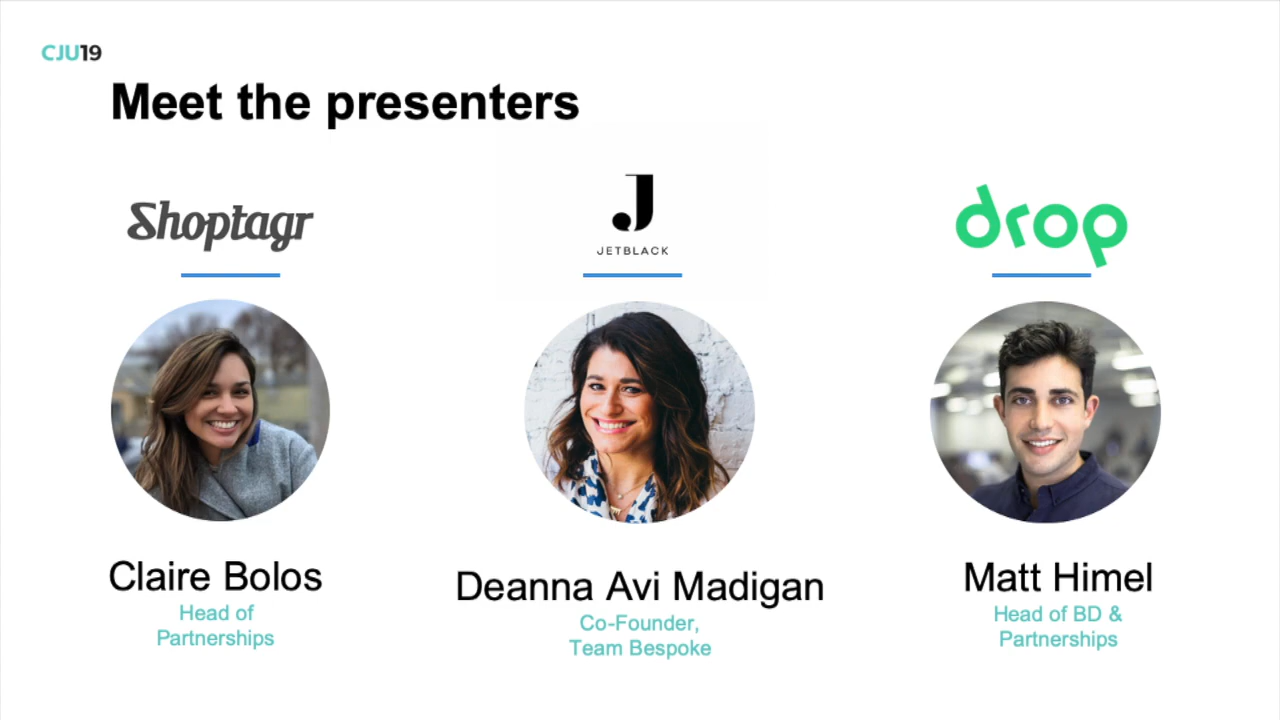 CJU19
Meet the presenters
Shoptagr
J
JETBLACK
drop
Claire Bolos
Head of
Partnerships
Deanna Avi Madigan
Co-Founder,
Team Bespoke
Matt Himel
Head of BD &
Partnerships